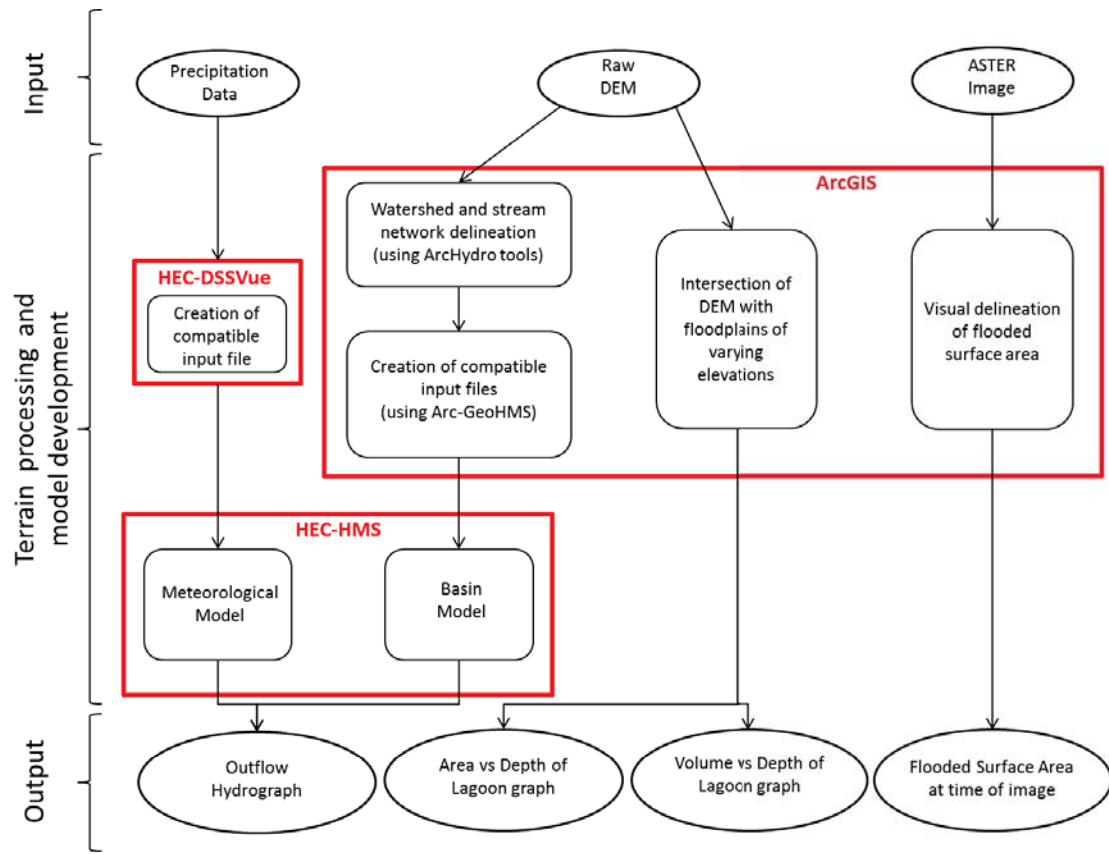 Input
Precipitation
Data
Raw
DEM
ASTER
Image
Terrain processing and
model development
ArcGIS
HEC-DSSVue
Creation of
compatible
input file
Watershed and stream
network delineation
(using ArcHydro tools)
Creation of compatible
input files
(using Arc-GeoHMS)
Intersection of
DEM with
floodplains of
varying
elevations
Visual delineation
of flooded
surface area
HEC-HMS
Meteorological
Model
Basin
Model
Output
Outflow
Hydrograph
Area vs Depth of
Lagoon graph
Volume vs Depth of
Lagoon graph
Flooded Surface Area
at time of image